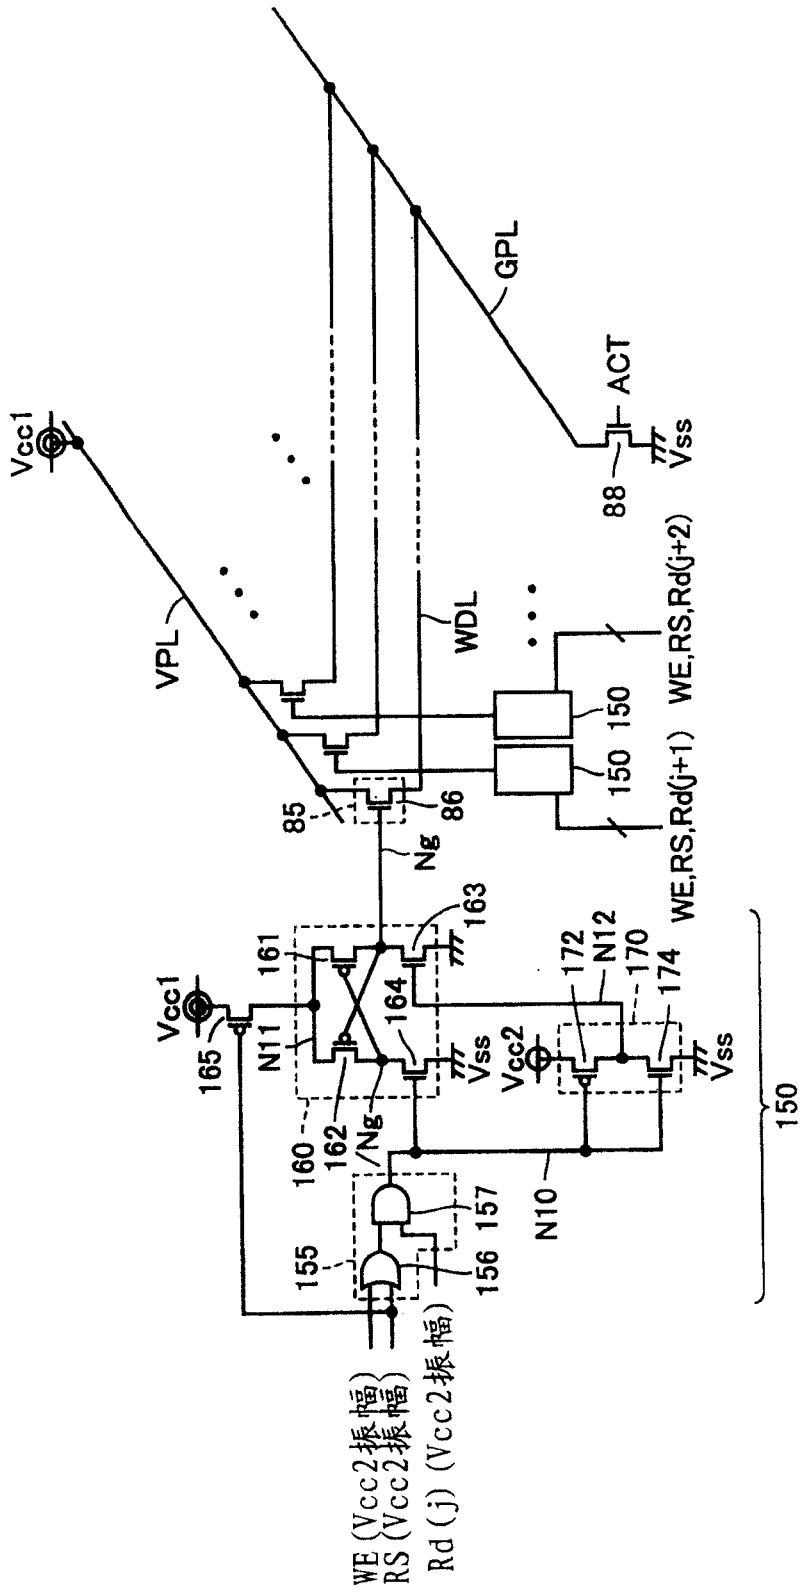 WE(Vcc2振幅)
RS(Vcc2振幅)
Rd(j)(Vcc2振幅)
155
156
157
N10
Ng
160
162
161
N11
165
Vcc1
164
163
Vss
Vcc2
172
N12
170
174
Vss
150
Ng
85
86
VPL
Vcc1
WDL
GPL
150
150
WE,RS,Rd(j+1)
WE,RS,Rd(j+2)
88
ACT
Vss